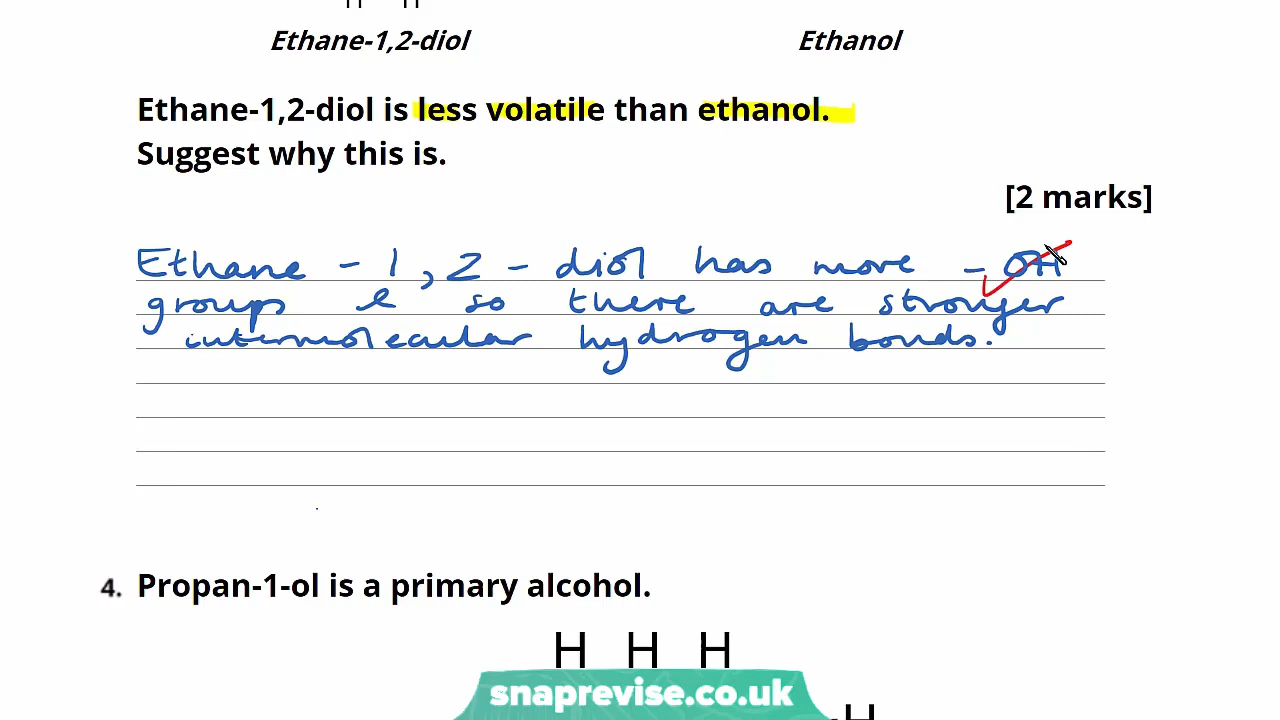 H H
Ethane-1,2-diol Ethanol
Ethane-1,2-diol is less volatile than ethanol.
Suggest why this is.
[2 marks]
Ethane - 1, 2 - diol has more - OH
groups & so there are stronger
intermolecular hydrogen bonds.
4. Propan-1-ol is a primary alcohol.
H H H
snaprevise.co.uk
-H